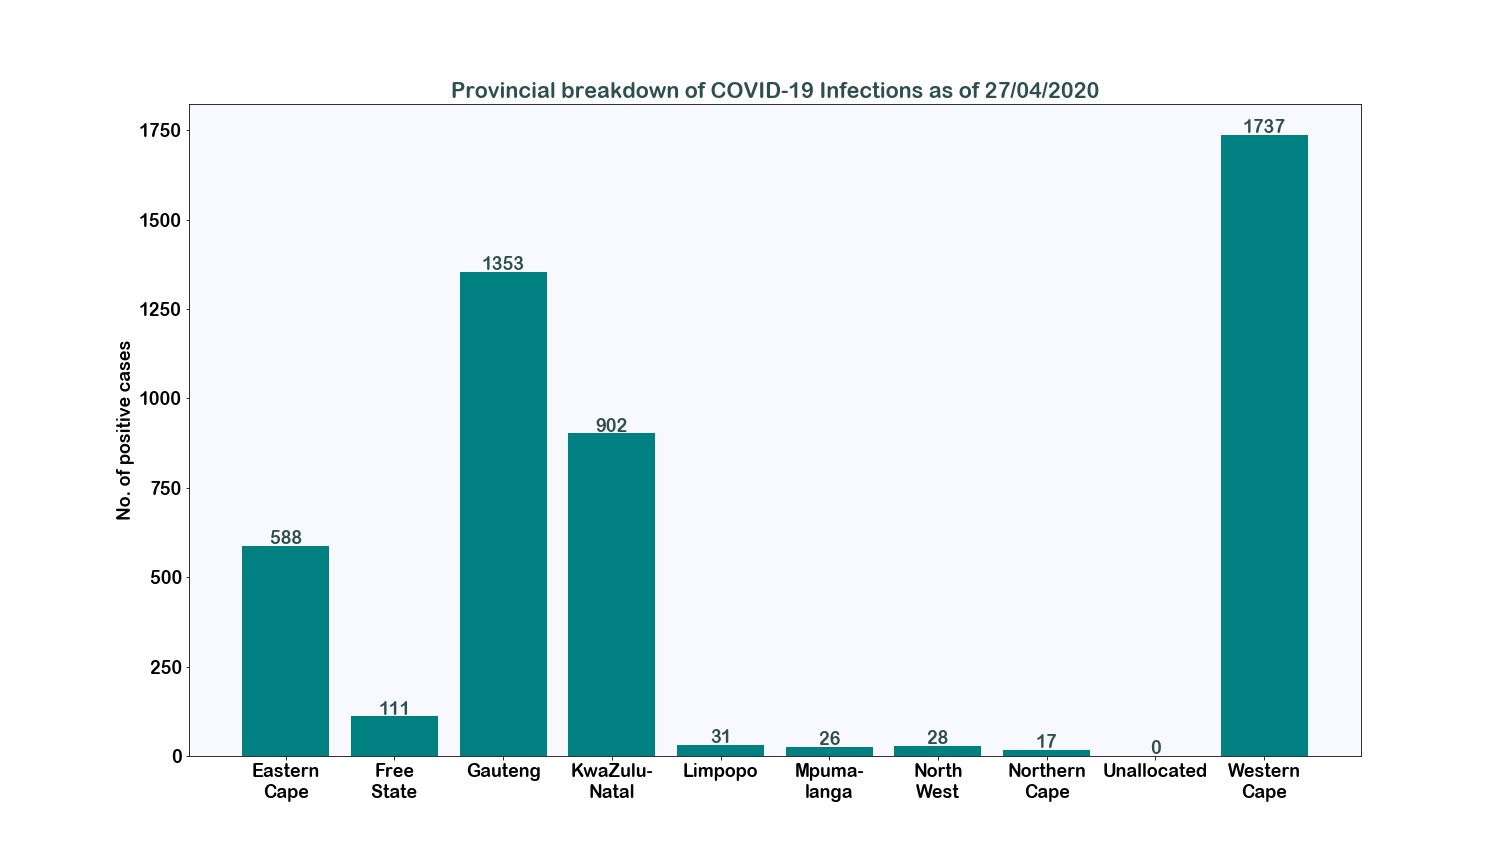 Provincial breakdown of COVID-19 Infections as of 27/04/2020
1750
1500
1250
1000
750
500
250
0
No. of positive cases
588
111
1353
902
31
26
28
17
0
1737
Eastern
Cape
Free
State
Gauteng
KwaZulu-
Natal
Limpopo
Mpuma-
langa
North
West
Northern
Cape
Unallocated
Western
Cape